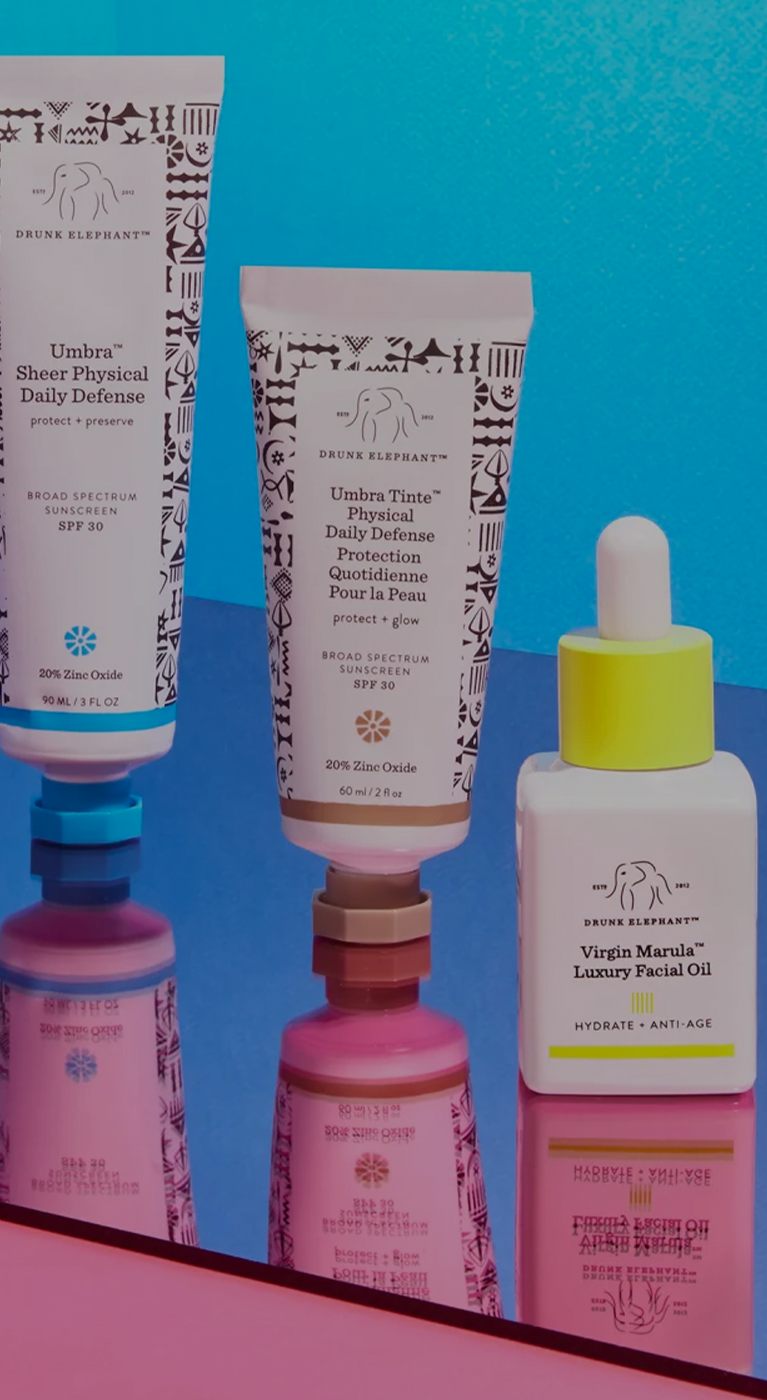 ESTD 2012
DRUNK ELEPHANT™
Umbra™
Sheer Physical
Daily Defense
protect + preserve
BROAD SPECTRUM
SUNSCREEN
SPF 30
20% Zinc Oxide
90 ML / 3 FL OZ
ESTD 2012
DRUNK ELEPHANT™
Umbra Tinte™
Physical
Daily Defense
Protection
Quotidienne
Pour la Peau
protect + glow
BROAD SPECTRUM
SUNSCREEN
SPF 30
20% Zinc Oxide
60 ml / 2 fl oz
ESTD 2012
DRUNK ELEPHANT™
Virgin Marula™
Luxury Facial Oil
HYDRATE + ANTI-AGE